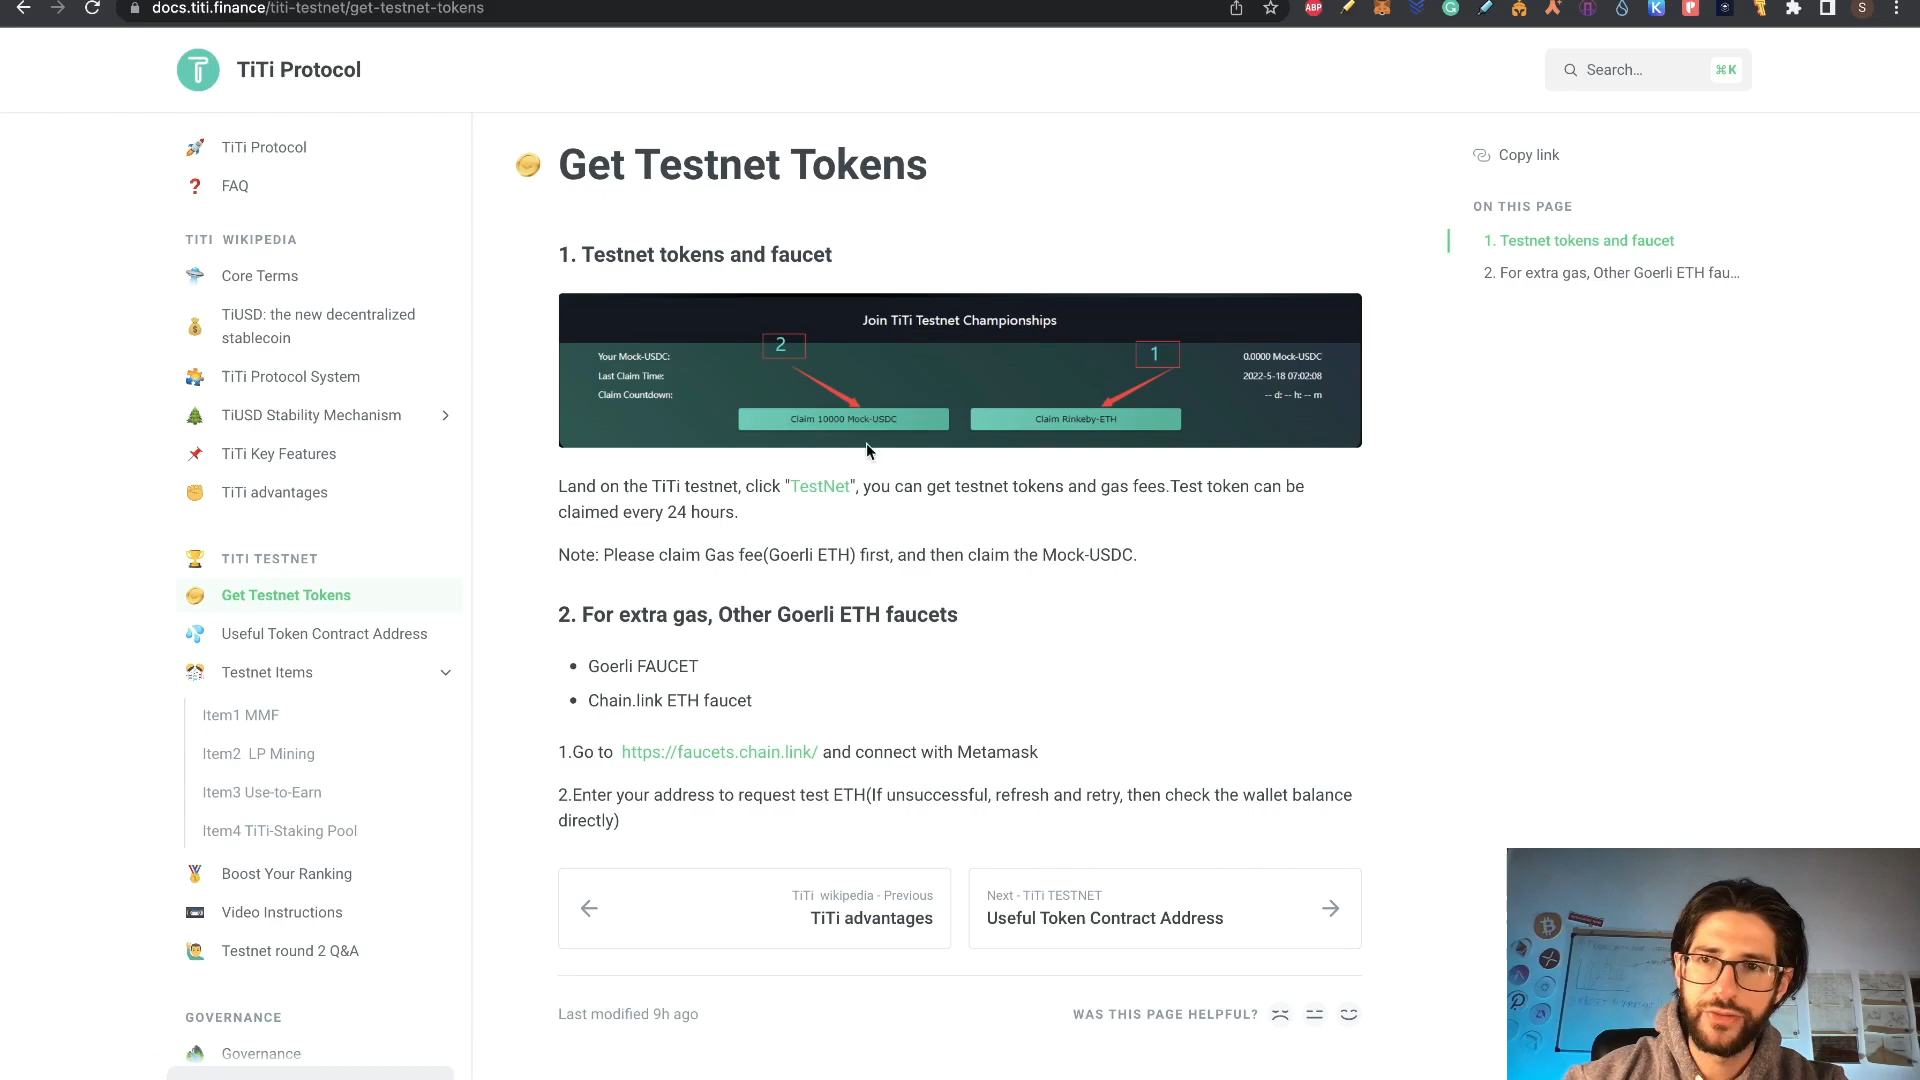 docs.titi.finance/titi-testnet/get-testnet-tokens
ABP
S
TiTi Protocol
Search...
⌘K
TiTi Protocol
FAQ
TITI WIKIPEDIA
Core Terms
TiUSD: the new decentralized
stablecoin
TiTi Protocol System
TiUSD Stability Mechanism
TiTi Key Features
TiTi advantages
TITI TESTNET
Get Testnet Tokens
Useful Token Contract Address
Testnet Items
Item1 MMF
Item2 LP Mining
Item3 Use-to-Earn
Item4 TiTi-Staking Pool
Boost Your Ranking
Video Instructions
Testnet round 2 Q&A
GOVERNANCE
Governance
Get Testnet Tokens
1. Testnet tokens and faucet
Join TiTi Testnet Championships
2
1
Your Mock-USDC:
0.0000 Mock-USDC
Last Claim Time:
2022-5-18 07:02:08
Claim Countdown:
-- d: -- h: -- m
Claim 10000 Mock-USDC
Claim Rinkeby-ETH
Land on the TiTi testnet, click "TestNet", you can get testnet tokens and gas fees.Test token can be
claimed every 24 hours.
Note: Please claim Gas fee(Goerli ETH) first, and then claim the Mock-USDC.
2. For extra gas, Other Goerli ETH faucets
• Goerli FAUCET
• Chain.link ETH faucet
1.Go to https://faucets.chain.link/ and connect with Metamask
2.Enter your address to request test ETH(If unsuccessful, refresh and retry, then check the wallet balance
directly)
TiTi wikipedia - Previous
TiTi advantages
Next - TiTi TESTNET
Useful Token Contract Address
Last modified 9h ago
WAS THIS PAGE HELPFUL?
Copy link
ON THIS PAGE
1. Testnet tokens and faucet
2. For extra gas, Other Goerli ETH fau...